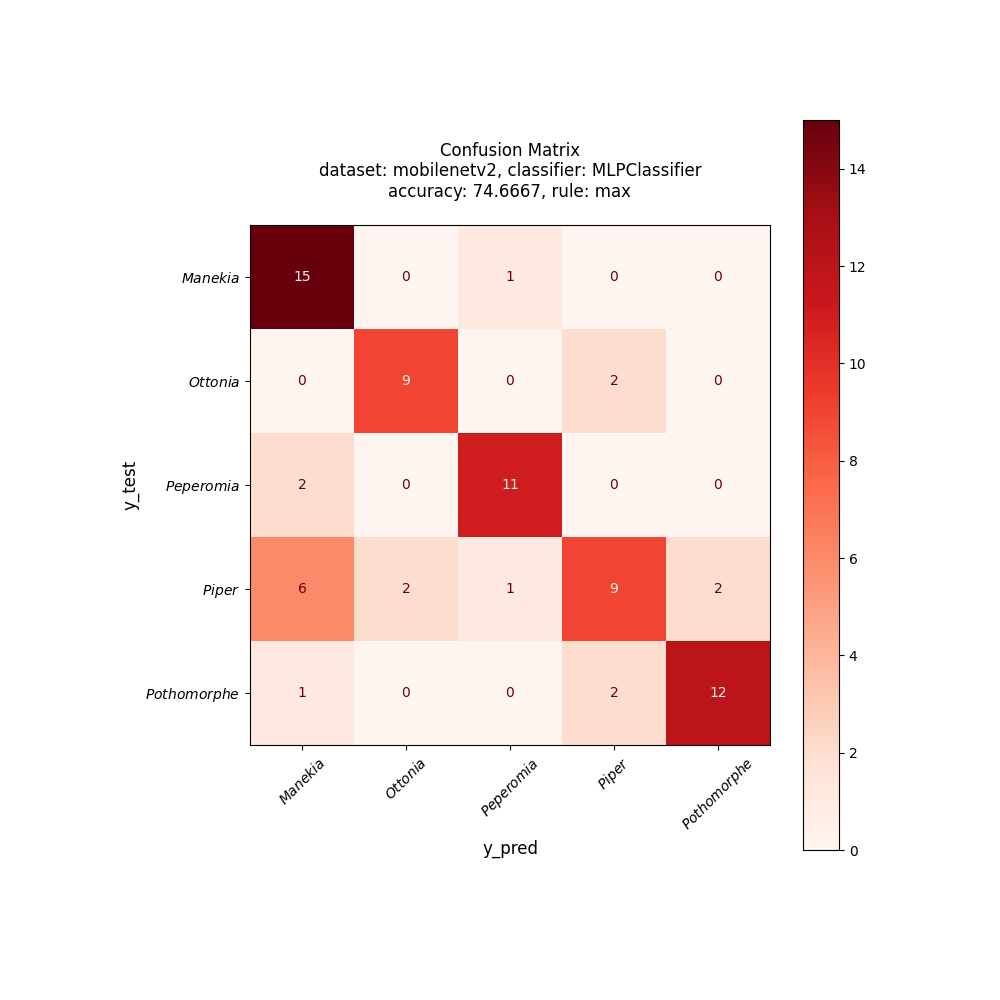 Confusion Matrix
dataset: mobilenetv2, classifier: MLPClassifier
accuracy: 74.6667, rule: max
Manekia 15 0 1 0 0
Ottonia 0 9 0 2 0
Peperomia 2 0 11 0 0
Piper 6 2 1 9 2
Pothomorphe 1 0 0 2 12
Manekia Ottonia Peperomia Piper Pothomorphe
y_test
y_pred
14
12
10
8
6
4
2
0